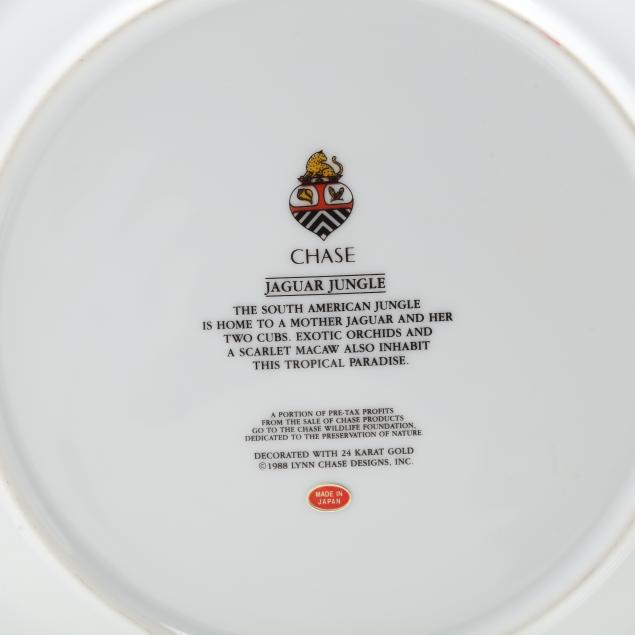 CHASE
JAGUAR JUNGLE
THE SOUTH AMERICAN JUNGLE
IS HOME TO A MOTHER JAGUAR AND HER
TWO CUBS. EXOTIC ORCHIDS AND
A SCARLET MACAW ALSO INHABIT
THIS TROPICAL PARADISE.
A PORTION OF PRE-TAX PROFITS
FROM THE SALE OF CHASE PRODUCTS
GO TO THE CHASE WILDLIFE FOUNDATION,
DEDICATED TO THE PRESERVATION OF NATURE
DECORATED WITH 24 KARAT GOLD
©1988 LYNN CHASE DESIGNS, INC.
MADE IN
JAPAN